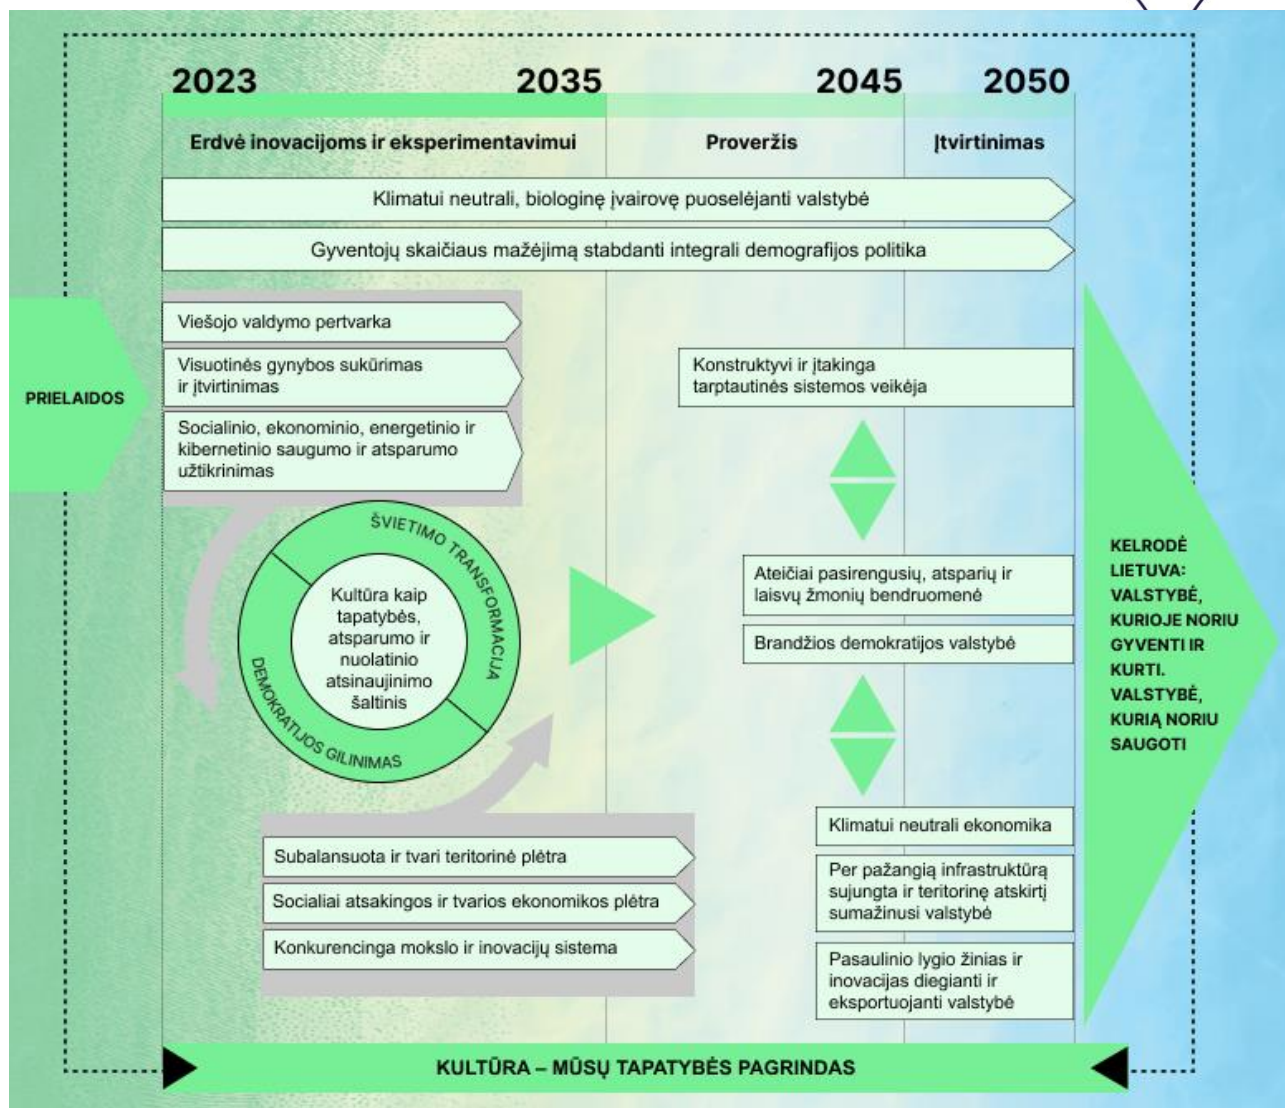 2023
2035
2045
2050
Erdvė inovacijoms ir eksperimentavimui
Proveržis
Įtvirtinimas
Klimatui neutrali, biologinę įvairovę puoselėjanti valstybė
Gyventojų skaičiaus mažėjimą stabdanti integrali demografijos politika
PRIELAIDOS
Viešojo valdymo pertvarka
Visuotinės gynybos sukūrimas
ir įtvirtinimas
Socialinio, ekonominio, energetinio ir
kibernetinio saugumo ir atsparumo
užtikrinimas
Konstruktyvi ir įtakinga
tarptautinės sistemos veikėja
ŠVIETIMO TRANSFORMACIJA
Kultūra kaip
tapatybės,
atsparumo ir
nuolatinio
atsinaujinimo
šaltinis
DEMOKRATIJOS GILINIMAS
Ateičiai pasirengusių, atsparių ir
laisvų žmonių bendruomenė
Brandžios demokratijos valstybė
Subalansuota ir tvari teritorinė plėtra
Socialiai atsakingos ir tvarios ekonomikos plėtra
Konkurencinga mokslo ir inovacijų sistema
Klimatui neutrali ekonomika
Per pažangią infrastruktūrą
sujungta ir teritorinę atskirtį
sumažinusi valstybė
Pasaulinio lygio žinias ir
inovacijas diegianti ir
eksportuojanti valstybė
KELRODĖ
LIETUVA:
VALSTYBĖ,
KURIOJE NORIU
GYVENTI IR
KURTI.
VALSTYBĖ,
KURIĄ NORIU
SAUGOTI
KULTŪRA – MŪSŲ TAPATYBĖS PAGRINDAS